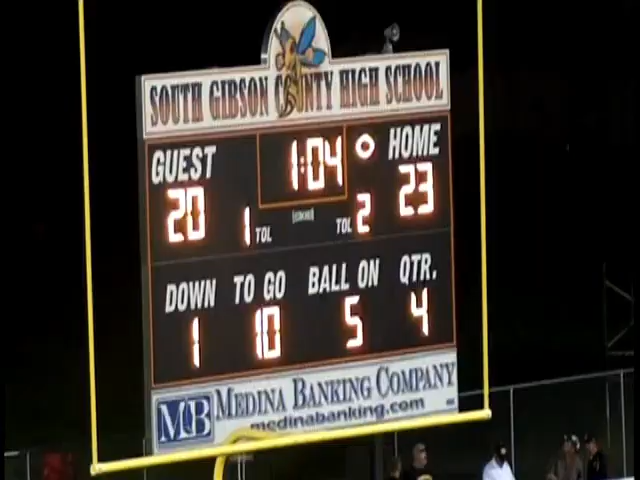 SOUTH GIBSON COUNTY HIGH SCHOOL
GUEST 1:04 HOME
20 1 TOL TOL 2 23
DOWN TO GO BALL ON QTR.
1 10 5 4
MB MEDINA BANKING COMPANY
medinabanking.com